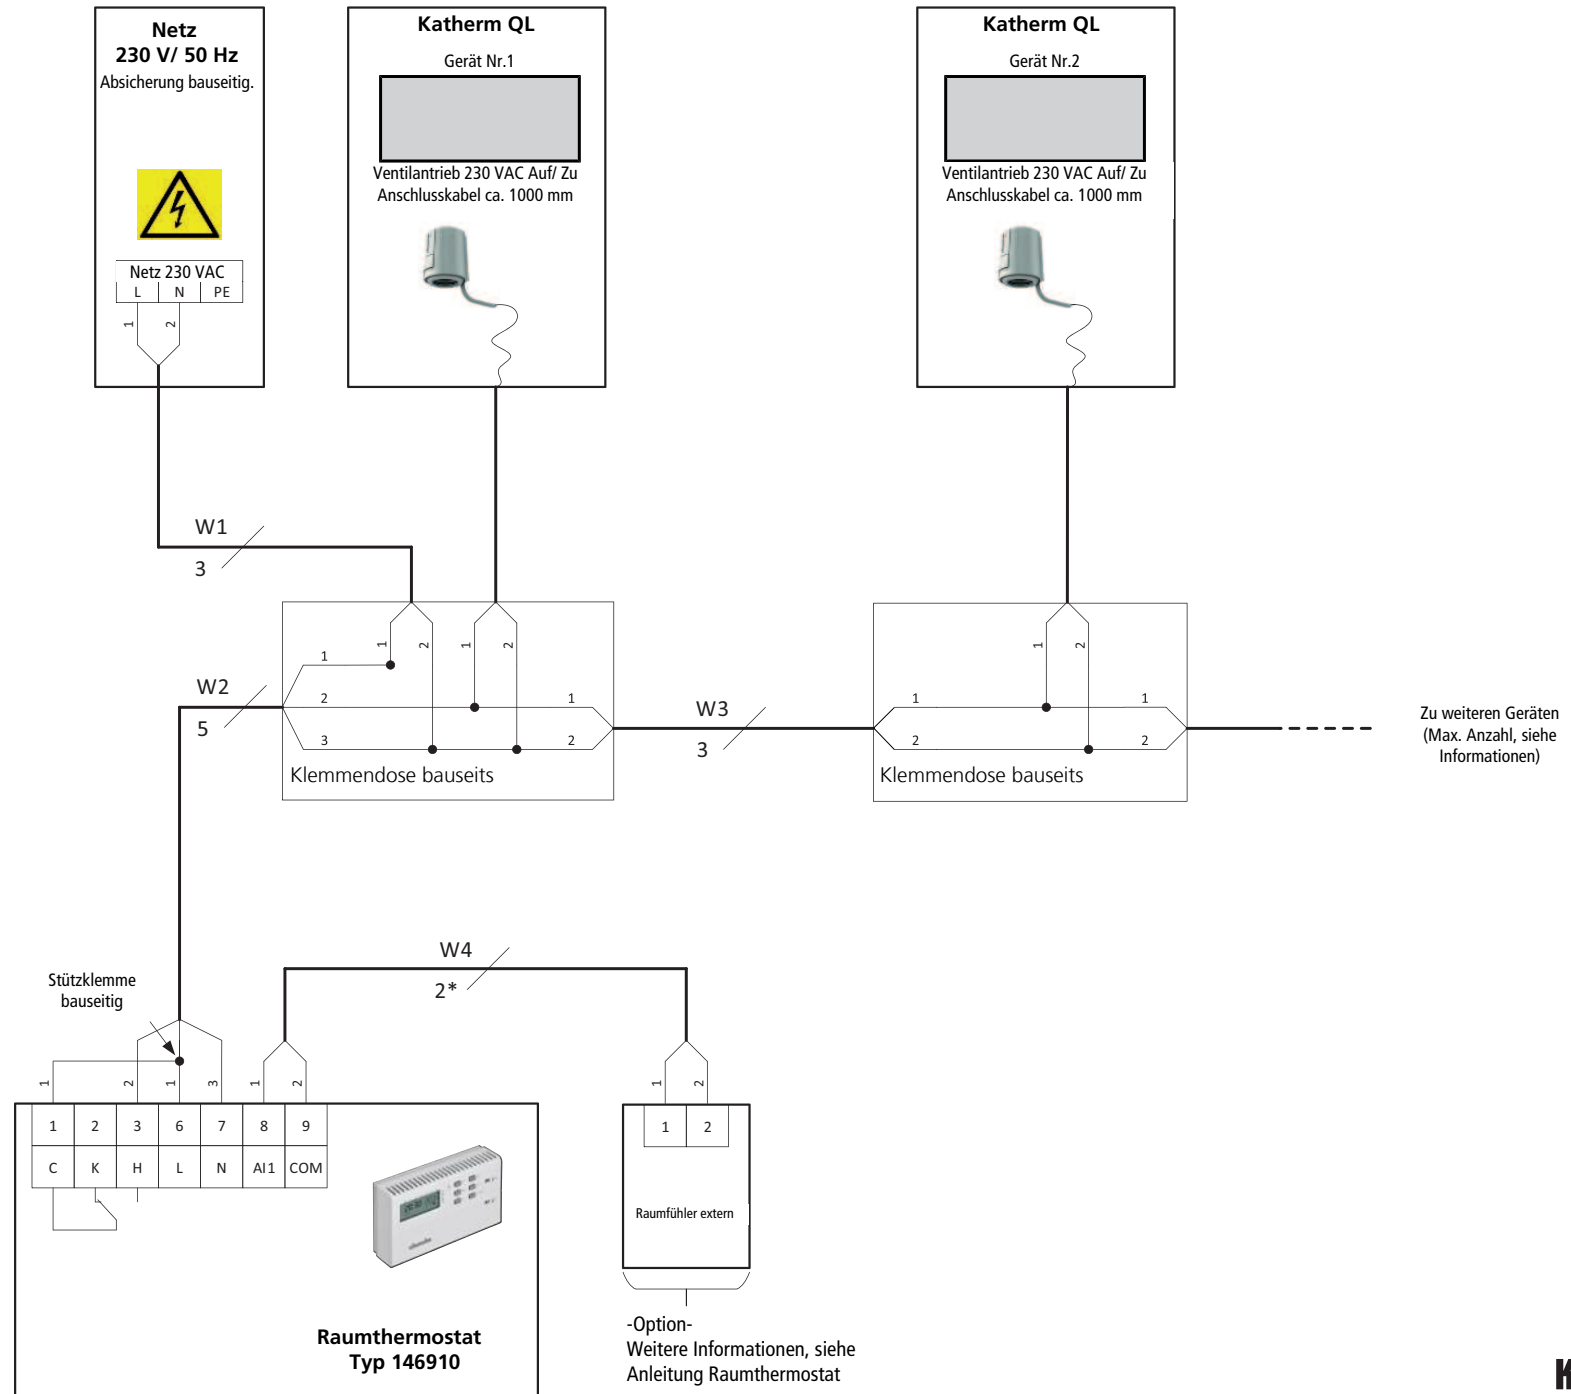 Netz
230 V/ 50 Hz
Absicherung bauseitig.
Netz 230 VAC
L N PE
1 2
Katherm QL
Gerät Nr.1
Ventilantrieb 230 VAC Auf/ Zu
Anschlusskabel ca. 1000 mm
Katherm QL
Gerät Nr.2
Ventilantrieb 230 VAC Auf/ Zu
Anschlusskabel ca. 1000 mm
W1
3
1 2 1 2
1
2 1
3 2
Klemmendose bauseits
W2
5
W3
3
1 2
1 1
2 2
Klemmendose bauseits
Zu weiteren Geräten
(Max. Anzahl, siehe
Informationen)
W4
2*
Stützklemme
bauseitig
1 2 1 3 1 2
1 2 3 6 7 8 9
C K H L N AI1 COM
Raumthermostat
Typ 146910
1 2
1 2
Raumfühler extern
-Option-
Weitere Informationen, siehe
Anleitung Raumthermostat